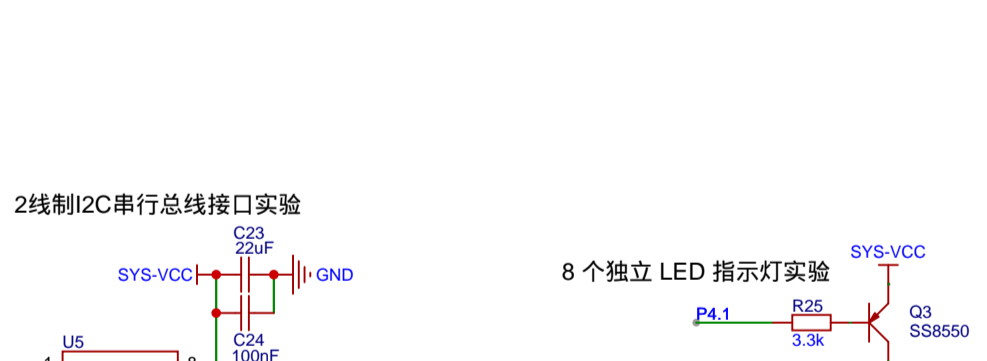 2线制I2C串行总线接口实验
C23
22uF
SYS-VCC
GND
C24
100nF
U5
1
8
8 个独立 LED 指示灯实验
SYS-VCC
P4.1
R25
3.3k
Q3
SS8550